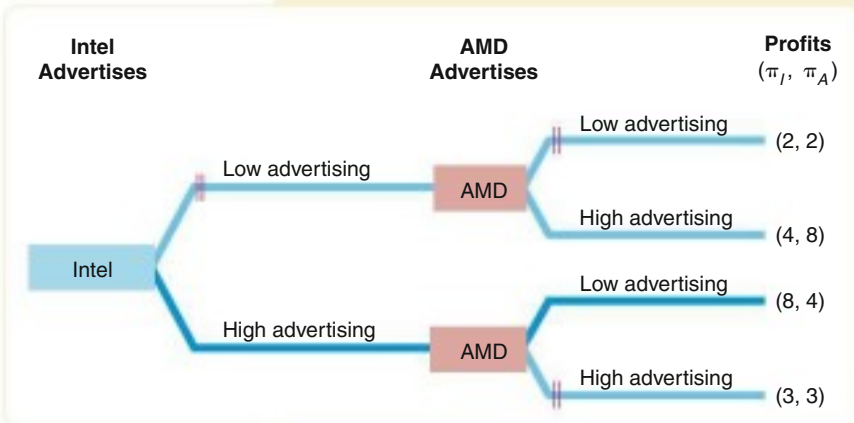 Intel
Advertises
AMD
Advertises
Profits
(π_I, π_A)
Low advertising
(2, 2)
Low advertising
AMD
High advertising
(4, 8)
Intel
Low advertising
(8, 4)
High advertising
AMD
High advertising
(3, 3)